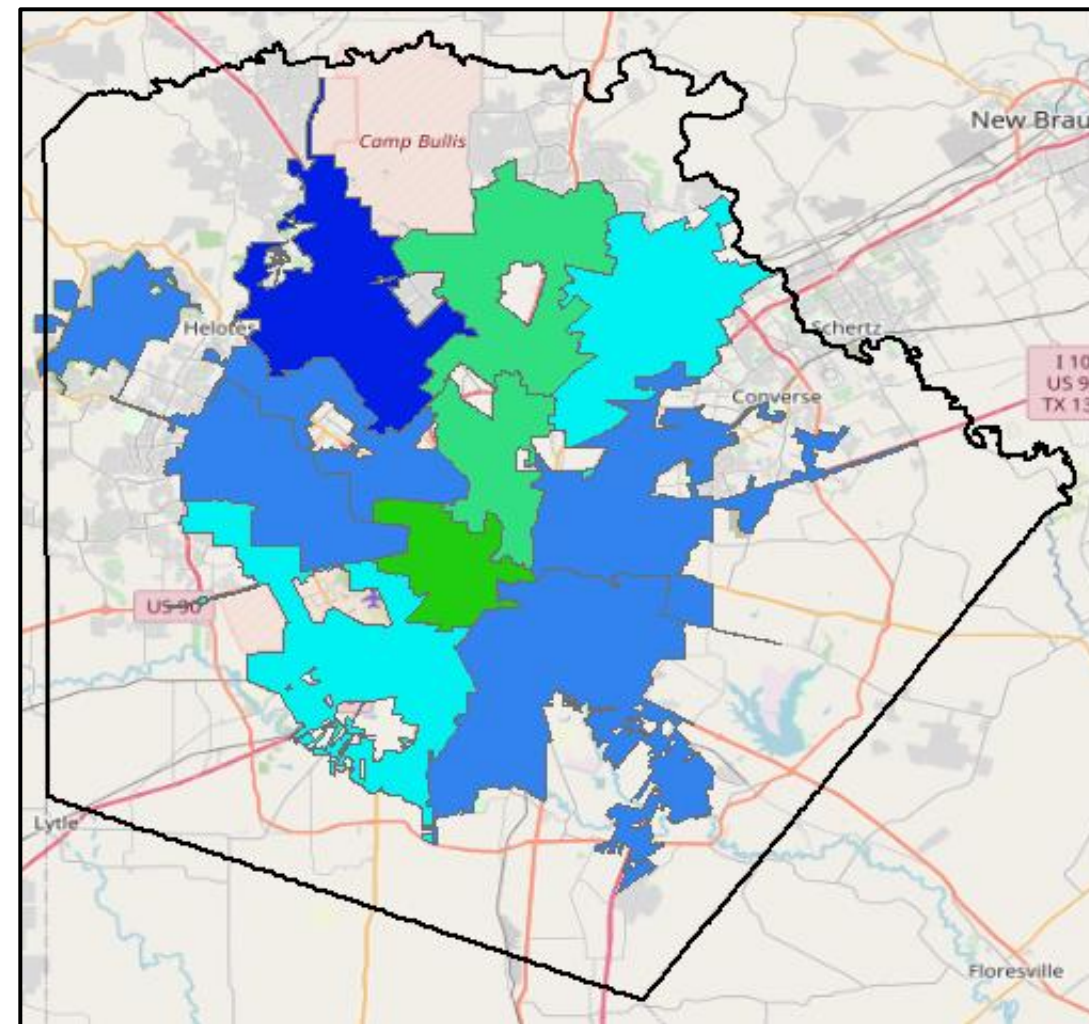 New Brau
Camp Bullis
Helotes
Schertz
I 10
US 9
TX 13
Converse
US 90
Lytle
Floresville